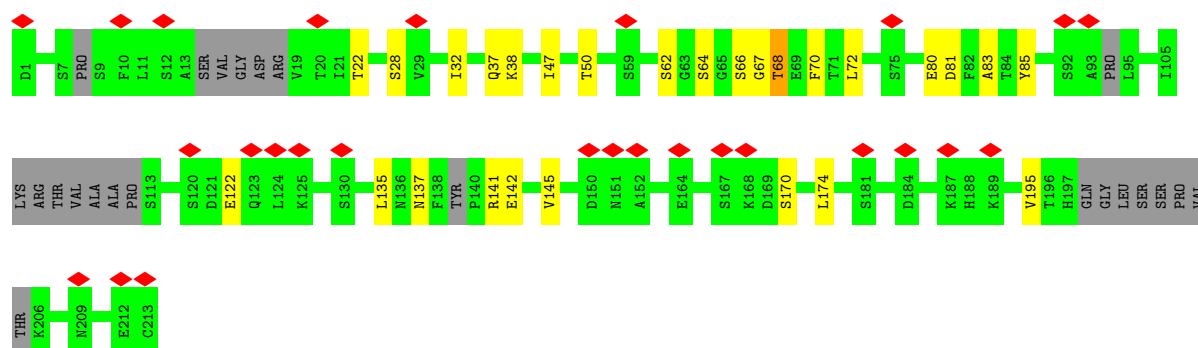 D1 S7 PRO S9 F10 L11 S12 A13 SER VAL GLY ASP ARG V19 T20 I21 T22 S28 V29 I32 Q37 K38 I47 T50 S59 S62 G63 S64 G65 S66 G67 T68 E69 F70 T71 L72 S75 E80 D81 F82 A83 T84 Y85 S92 A93 PRO L95 I105
LYS ARG THR VAL ALA ALA PRO S113 S120 D121 E122 Q123 L124 K125 S130 L135 N136 N137 F138 TYR P140 R141 E142 V145 D150 N151 A152 E164 S167 K168 D169 S170 L174 S181 D184 K187 H188 K189 V195 T196 H197 GLN GLY LEU SER SER PRO VAL
THR K206 N209 E212 C213